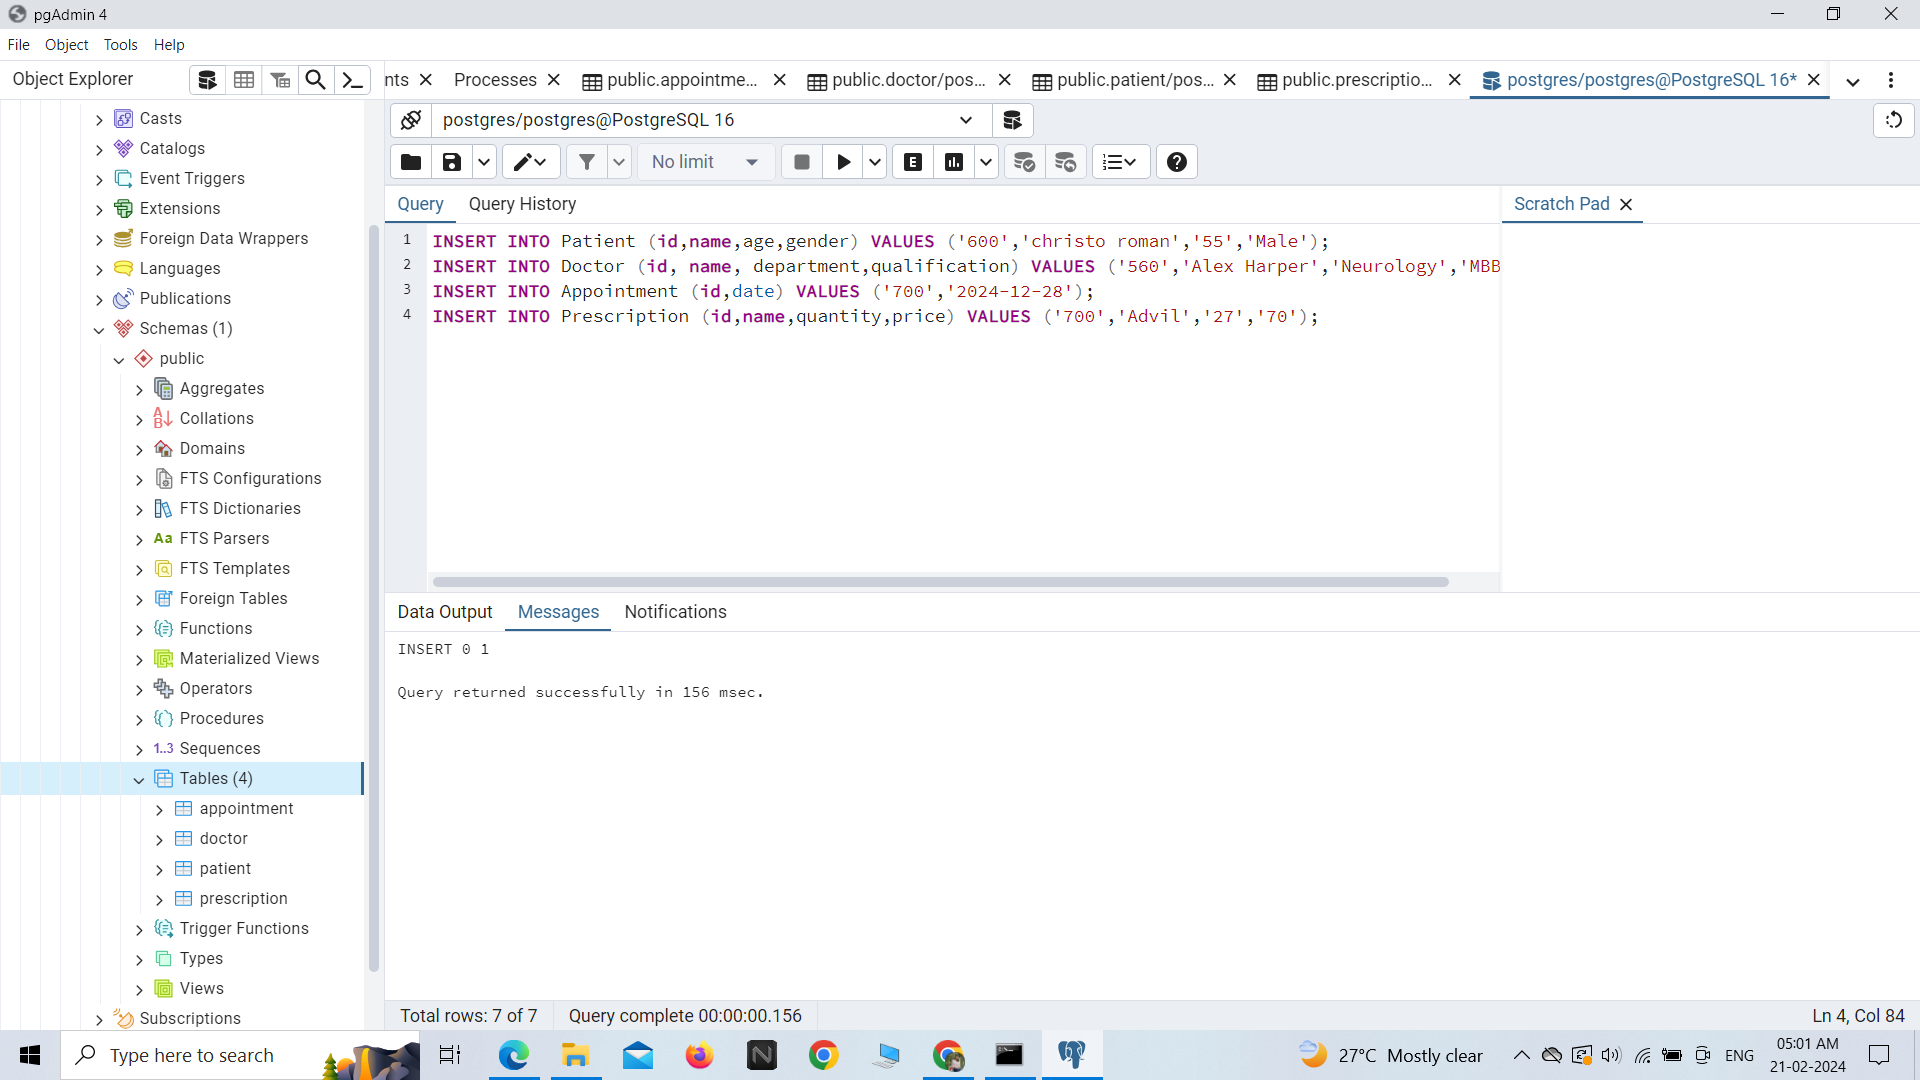 pgAdmin 4
File Object Tools Help
Object Explorer
nts
Processes
public.appointme...
public.doctor/pos...
public.patient/pos...
public.prescriptio...
postgres/postgres@PostgreSQL 16*
postgres/postgres@PostgreSQL 16
No limit
E
Query Query History
Scratch Pad
1 INSERT INTO Patient (id,name,age,gender) VALUES ('600','christo roman','55','Male');
2 INSERT INTO Doctor (id, name, department,qualification) VALUES ('560','Alex Harper','Neurology','MBB
3 INSERT INTO Appointment (id,date) VALUES ('700','2024-12-28');
4 INSERT INTO Prescription (id,name,quantity,price) VALUES ('700','Advil','27','70');
Data Output Messages Notifications
INSERT 0 1
Query returned successfully in 156 msec.
Casts
Catalogs
Event Triggers
Extensions
Foreign Data Wrappers
Languages
Publications
Schemas (1)
public
Aggregates
Collations
Domains
FTS Configurations
FTS Dictionaries
Aa FTS Parsers
FTS Templates
Foreign Tables
Functions
Materialized Views
Operators
Procedures
1..3 Sequences
Tables (4)
appointment
doctor
patient
prescription
Trigger Functions
Types
Views
Subscriptions
Total rows: 7 of 7
Query complete 00:00:00.156
Ln 4, Col 84
Type here to search
27°C Mostly clear
ENG
05:01 AM
21-02-2024